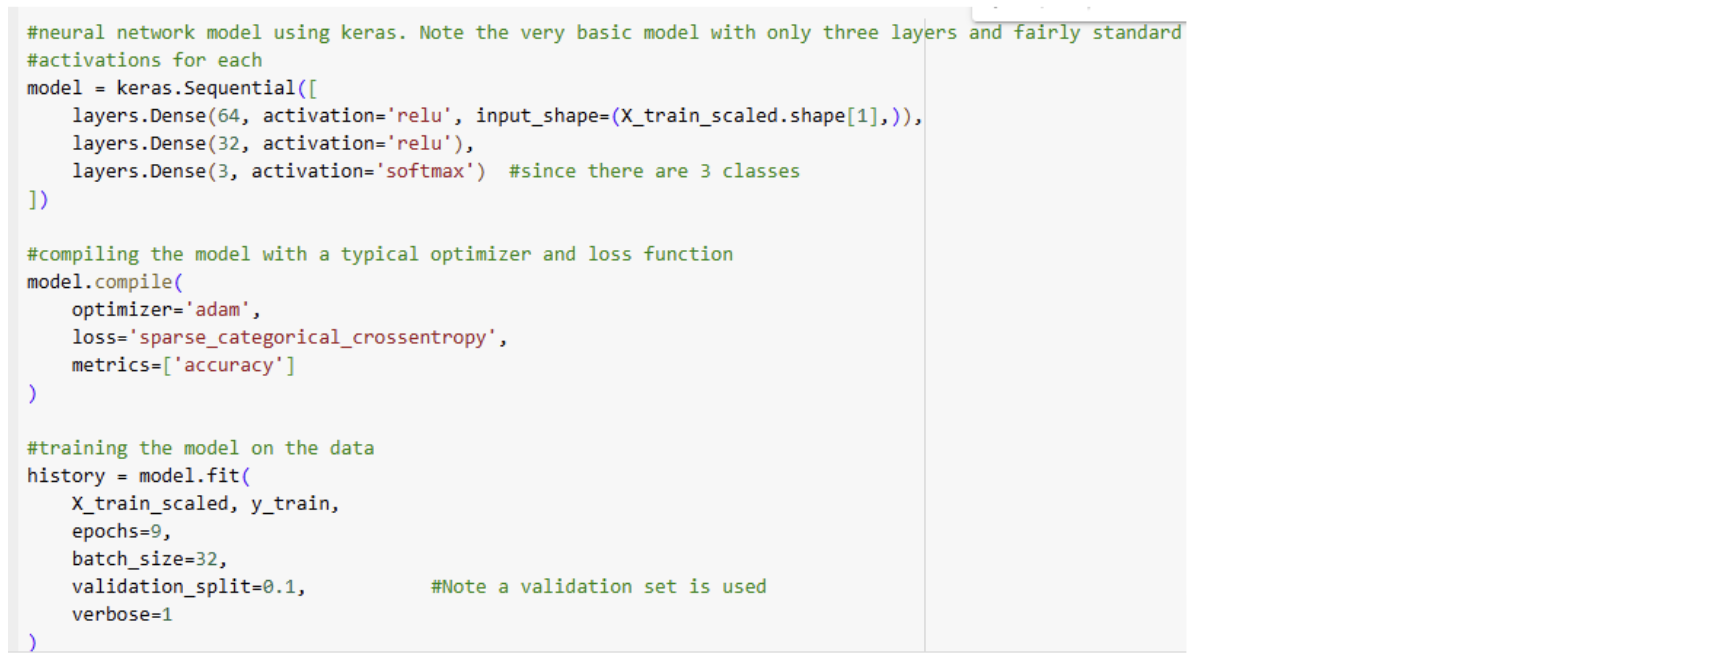 #neural network model using keras. Note the very basic model with only three layers and fairly standard
#activations for each
model = keras.Sequential([
    layers.Dense(64, activation='relu', input_shape=(X_train_scaled.shape[1],)),
    layers.Dense(32, activation='relu'),
    layers.Dense(3, activation='softmax')  #since there are 3 classes
])

#compiling the model with a typical optimizer and loss function
model.compile(
    optimizer='adam',
    loss='sparse_categorical_crossentropy',
    metrics=['accuracy']
)

#training the model on the data
history = model.fit(
    X_train_scaled, y_train,
    epochs=9,
    batch_size=32,
    validation_split=0.1,           #Note a validation set is used
    verbose=1
)